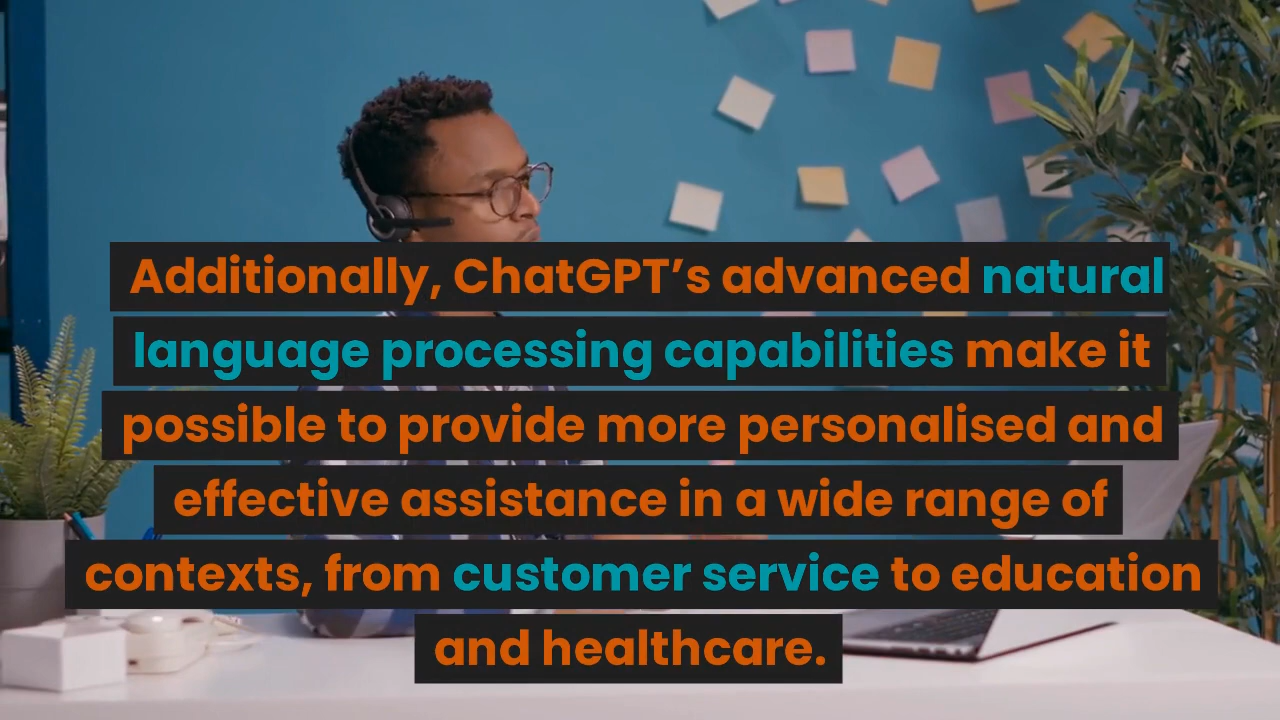 Additionally, ChatGPT’s advanced natural
language processing capabilities make it
possible to provide more personalised and
effective assistance in a wide range of
contexts, from customer service to education
and healthcare.